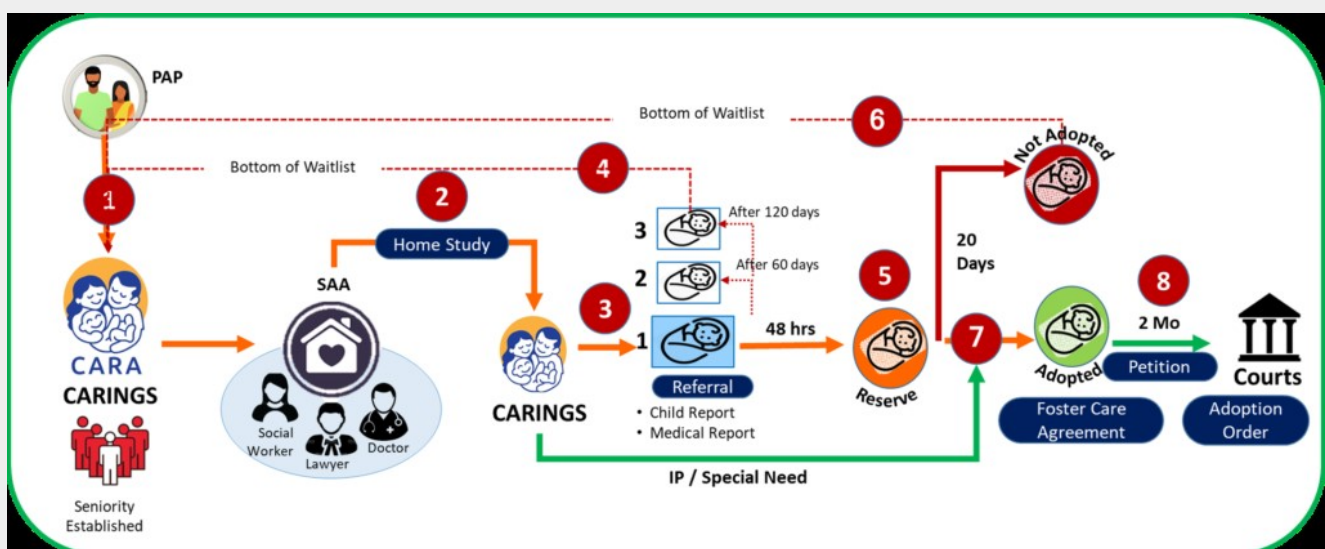 PAP
Bottom of Waitlist
6
Not Adopted
Bottom of Waitlist
4
1
2
Home Study
3
After 120 days
2
After 60 days
20
Days
SAA
3
1
48 hrs
5
Reserve
7
Adopted
8
2 Mo
Petition
Courts
CARA
CARINGS
CARINGS
Referral
• Child Report
• Medical Report
Foster Care
Agreement
Adoption
Order
Social
Worker
Lawyer
Doctor
IP / Special Need
Seniority
Established